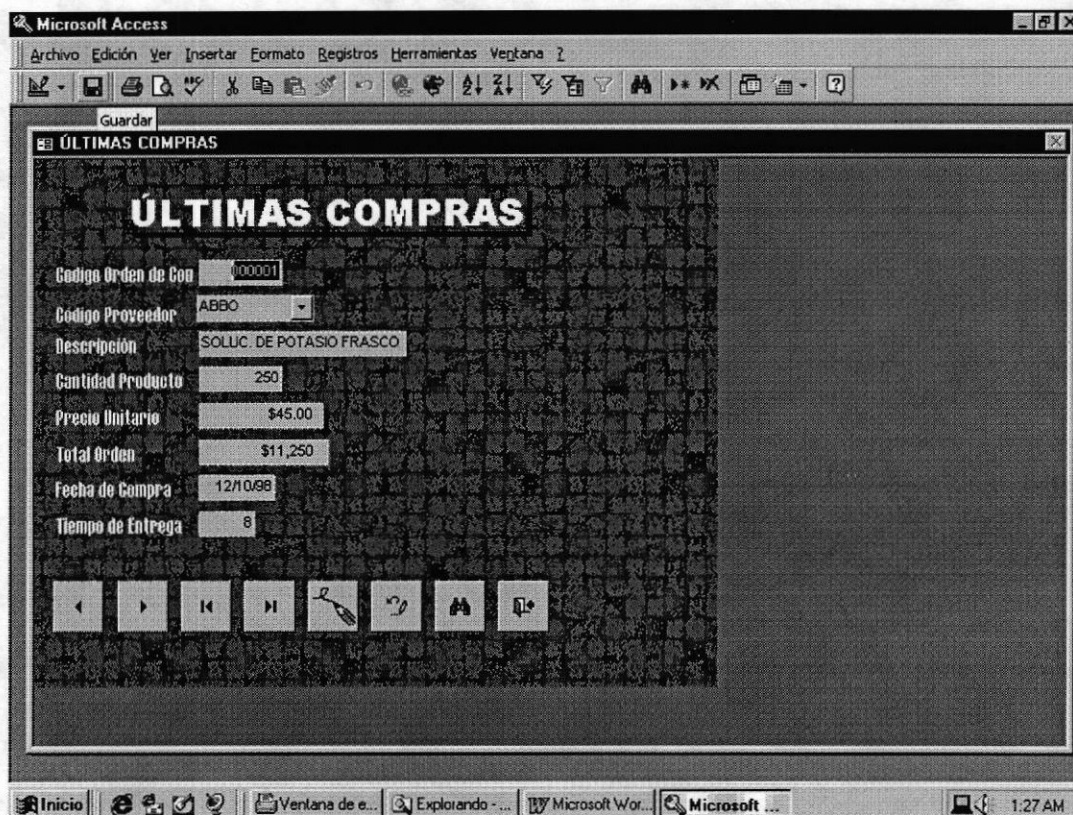 Microsoft Access
Archivo Edición Ver Insertar Formato Registros Herramientas Ventana ?
Guardar
ÚLTIMAS COMPRAS
ÚLTIMAS COMPRAS
Código Orden de Com 000001
Código Proveedor ABBO
Descripción SOLUC. DE POTASIO FRASCO
Cantidad Producto 250
Precio Unitario $45.00
Total Orden $11,250
Fecha de Compra 12/10/98
Tiempo de Entrega 8
Inicio Ventana de e... Explorando - ... Microsoft Wor... Microsoft ... 1:27 AM